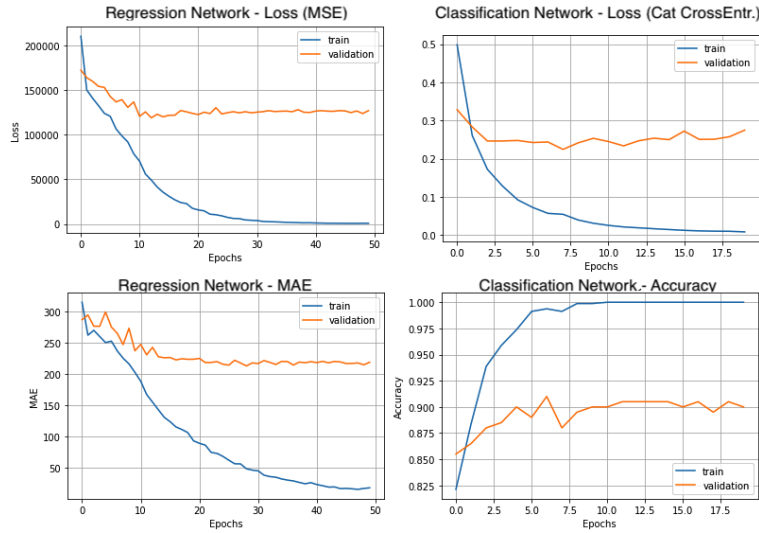 Regression Network - Loss (MSE)
200000
150000
100000
50000
0
Loss
train
validation
0 10 20 30 40 50
Epochs
Classification Network - Loss (Cat CrossEntr.)
0.5
0.4
0.3
0.2
0.1
0.0
train
validation
0.0 2.5 5.0 7.5 10.0 12.5 15.0 17.5
Epochs
Regression Network - MAE
300
250
200
150
100
50
MAE
train
validation
0 10 20 30 40 50
Epochs
Classification Network.- Accuracy
1.000
0.975
0.950
0.925
0.900
0.875
0.850
0.825
Accuracy
train
validation
0.0 2.5 5.0 7.5 10.0 12.5 15.0 17.5
Epochs